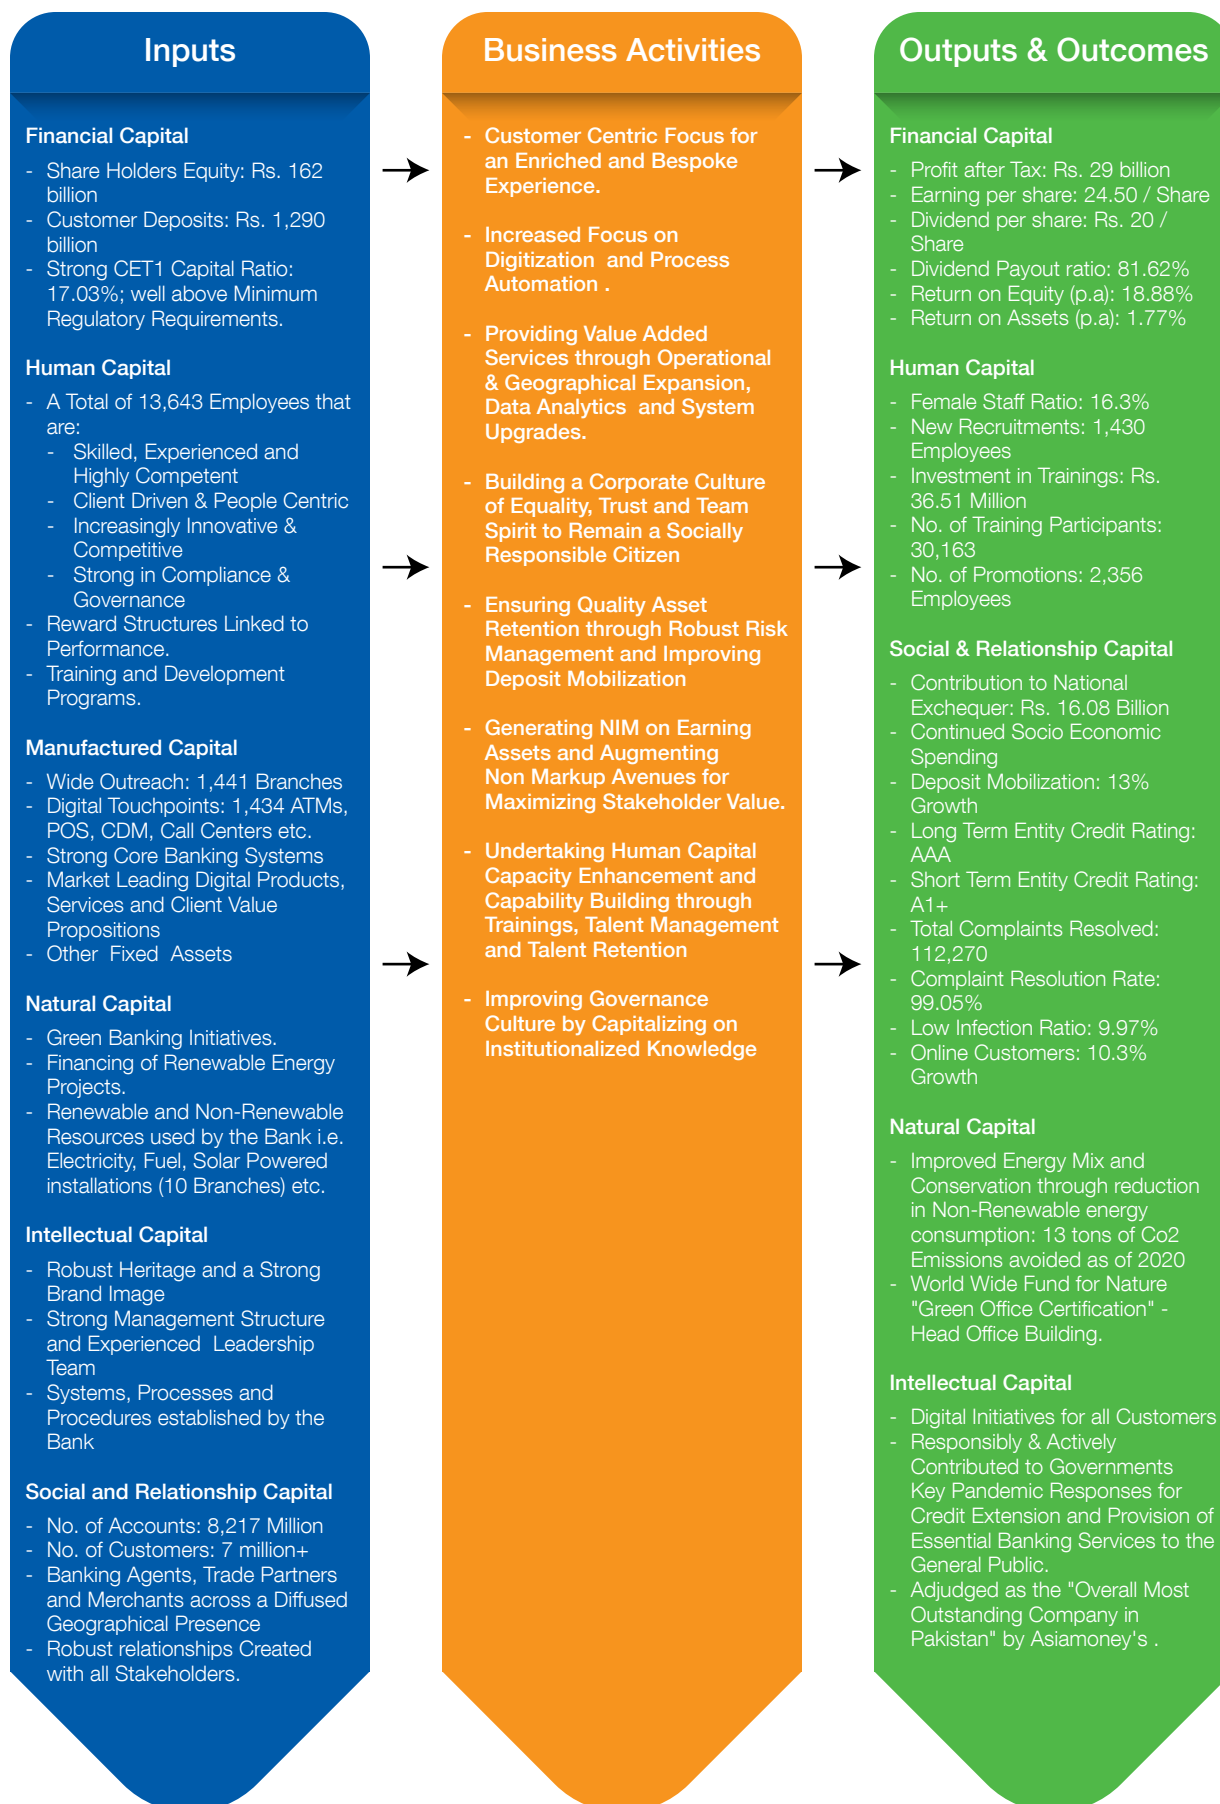 Inputs
Financial Capital
- Share Holders Equity: Rs. 162
billion
- Customer Deposits: Rs. 1,290
billion
- Strong CET1 Capital Ratio:
17.03%; well above Minimum
Regulatory Requirements.
Human Capital
- A Total of 13,643 Employees that
are:
- Skilled, Experienced and
Highly Competent
- Client Driven & People Centric
- Increasingly Innovative &
Competitive
- Strong in Compliance &
Governance
- Reward Structures Linked to
Performance.
- Training and Development
Programs.
Manufactured Capital
- Wide Outreach: 1,441 Branches
- Digital Touchpoints: 1,434 ATMs,
POS, CDM, Call Centers etc.
- Strong Core Banking Systems
- Market Leading Digital Products,
Services and Client Value
Propositions
- Other Fixed Assets
Natural Capital
- Green Banking Initiatives.
- Financing of Renewable Energy
Projects.
- Renewable and Non-Renewable
Resources used by the Bank i.e.
Electricity, Fuel, Solar Powered
installations (10 Branches) etc.
Intellectual Capital
- Robust Heritage and a Strong
Brand Image
- Strong Management Structure
and Experienced Leadership
Team
- Systems, Processes and
Procedures established by the
Bank
Social and Relationship Capital
- No. of Accounts: 8,217 Million
- No. of Customers: 7 million+
- Banking Agents, Trade Partners
and Merchants across a Diffused
Geographical Presence
- Robust relationships Created
with all Stakeholders.
Business Activities
- Customer Centric Focus for
an Enriched and Bespoke
Experience.
- Increased Focus on
Digitization and Process
Automation .
- Providing Value Added
Services through Operational
& Geographical Expansion,
Data Analytics and System
Upgrades.
- Building a Corporate Culture
of Equality, Trust and Team
Spirit to Remain a Socially
Responsible Citizen
- Ensuring Quality Asset
Retention through Robust Risk
Management and Improving
Deposit Mobilization
- Generating NIM on Earning
Assets and Augmenting
Non Markup Avenues for
Maximizing Stakeholder Value.
- Undertaking Human Capital
Capacity Enhancement and
Capability Building through
Trainings, Talent Management
and Talent Retention
- Improving Governance
Culture by Capitalizing on
Institutionalized Knowledge
Outputs & Outcomes
Financial Capital
- Profit after Tax: Rs. 29 billion
- Earning per share: 24.50 / Share
- Dividend per share: Rs. 20 /
Share
- Dividend Payout ratio: 81.62%
- Return on Equity (p.a): 18.88%
- Return on Assets (p.a): 1.77%
Human Capital
- Female Staff Ratio: 16.3%
- New Recruitments: 1,430
Employees
- Investment in Trainings: Rs.
36.51 Million
- No. of Training Participants:
30,163
- No. of Promotions: 2,356
Employees
Social & Relationship Capital
- Contribution to National
Exchequer: Rs. 16.08 Billion
- Continued Socio Economic
Spending
- Deposit Mobilization: 13%
Growth
- Long Term Entity Credit Rating:
AAA
- Short Term Entity Credit Rating:
A1+
- Total Complaints Resolved:
112,270
- Complaint Resolution Rate:
99.05%
- Low Infection Ratio: 9.97%
- Online Customers: 10.3%
Growth
Natural Capital
- Improved Energy Mix and
Conservation through reduction
in Non-Renewable energy
consumption: 13 tons of Co2
Emissions avoided as of 2020
- World Wide Fund for Nature
"Green Office Certification" -
Head Office Building.
Intellectual Capital
- Digital Initiatives for all Customers
- Responsibly & Actively
Contributed to Governments
Key Pandemic Responses for
Credit Extension and Provision of
Essential Banking Services to the
General Public.
- Adjudged as the "Overall Most
Outstanding Company in
Pakistan" by Asiamoney's .